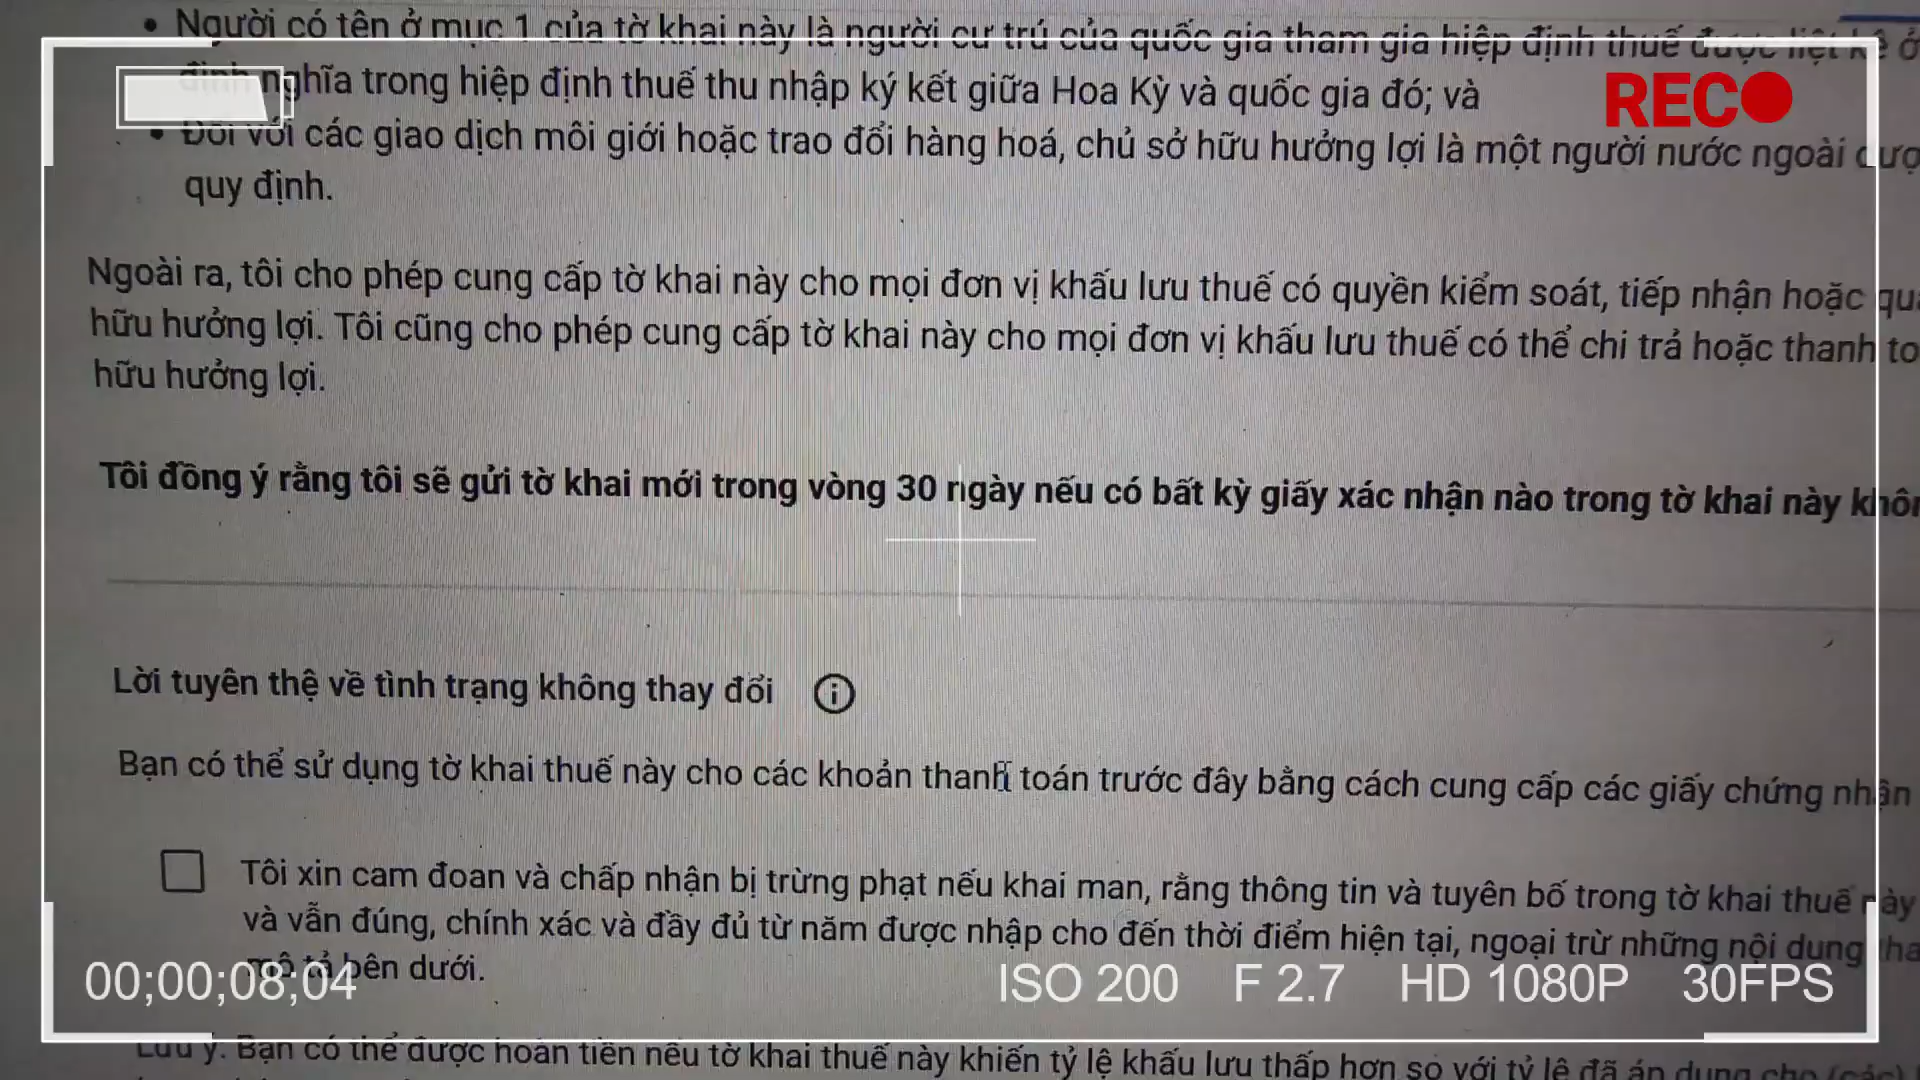 • Người có tên ở mục 1 của tờ khai này là người cư trú của quốc gia tham gia hiệp định thuế được liệt kê ở
định nghĩa trong hiệp định thuế thu nhập ký kết giữa Hoa Kỳ và quốc gia đó; và
REC
• Đối với các giao dịch môi giới hoặc trao đổi hàng hoá, chủ sở hữu hưởng lợi là một người nước ngoài
quy định.
Ngoài ra, tôi cho phép cung cấp tờ khai này cho mọi đơn vị khấu lưu thuế có quyền kiểm soát, tiếp nhận hoặc
hữu hưởng lợi. Tôi cũng cho phép cung cấp tờ khai này cho mọi đơn vị khấu lưu thuế có thể chi trả hoặc thanh
hữu hưởng lợi.
Tôi đồng ý rằng tôi sẽ gửi tờ khai mới trong vòng 30 ngày nếu có bất kỳ giấy xác nhận nào trong tờ khai này
Lời tuyên thệ về tình trạng không thay đổi
Bạn có thể sử dụng tờ khai thuế này cho các khoản thanh toán trước đây bằng cách cung cấp các giấy chứng nhận
Tôi xin cam đoan và chấp nhận bị trừng phạt nếu khai man, rằng thông tin và tuyên bố trong tờ khai thuế này
và vẫn đúng, chính xác và đầy đủ từ năm được nhập cho đến thời điểm hiện tại, ngoại trừ những nội dung
mô tả bên dưới.
00;00;08;04 ISO 200 F 2.7 HD 1080P 30FPS
Lưu ý: Bạn có thể được hoàn tiền nếu tờ khai thuế này khiến tỷ lệ khấu lưu thấp hơn so với tỷ lệ đã áp dụng cho (các)